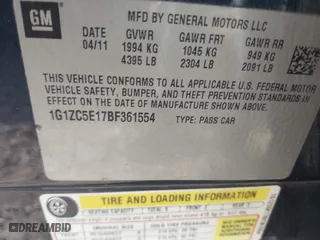 GM
MFD BY GENERAL MOTORS LLC
DATE GVWR GAWR FRT GAWR RR
04/11 1994 KG 1045 KG 949 KG
4395 LB 2304 LB 2091 LB
THIS VEHICLE CONFORMS TO ALL APPLICABLE U.S. FEDERAL MOTOR
VEHICLE SAFETY, BUMPER, AND THEFT PREVENTION STANDARDS IN
EFFECT ON THE DATE OF MANUFACTURE SHOWN ABOVE.
1G1ZC5E17BF361554 TYPE: PASS CAR
TIRE AND LOADING INFORMATION
SEATING CAPACITY
DREAMBID